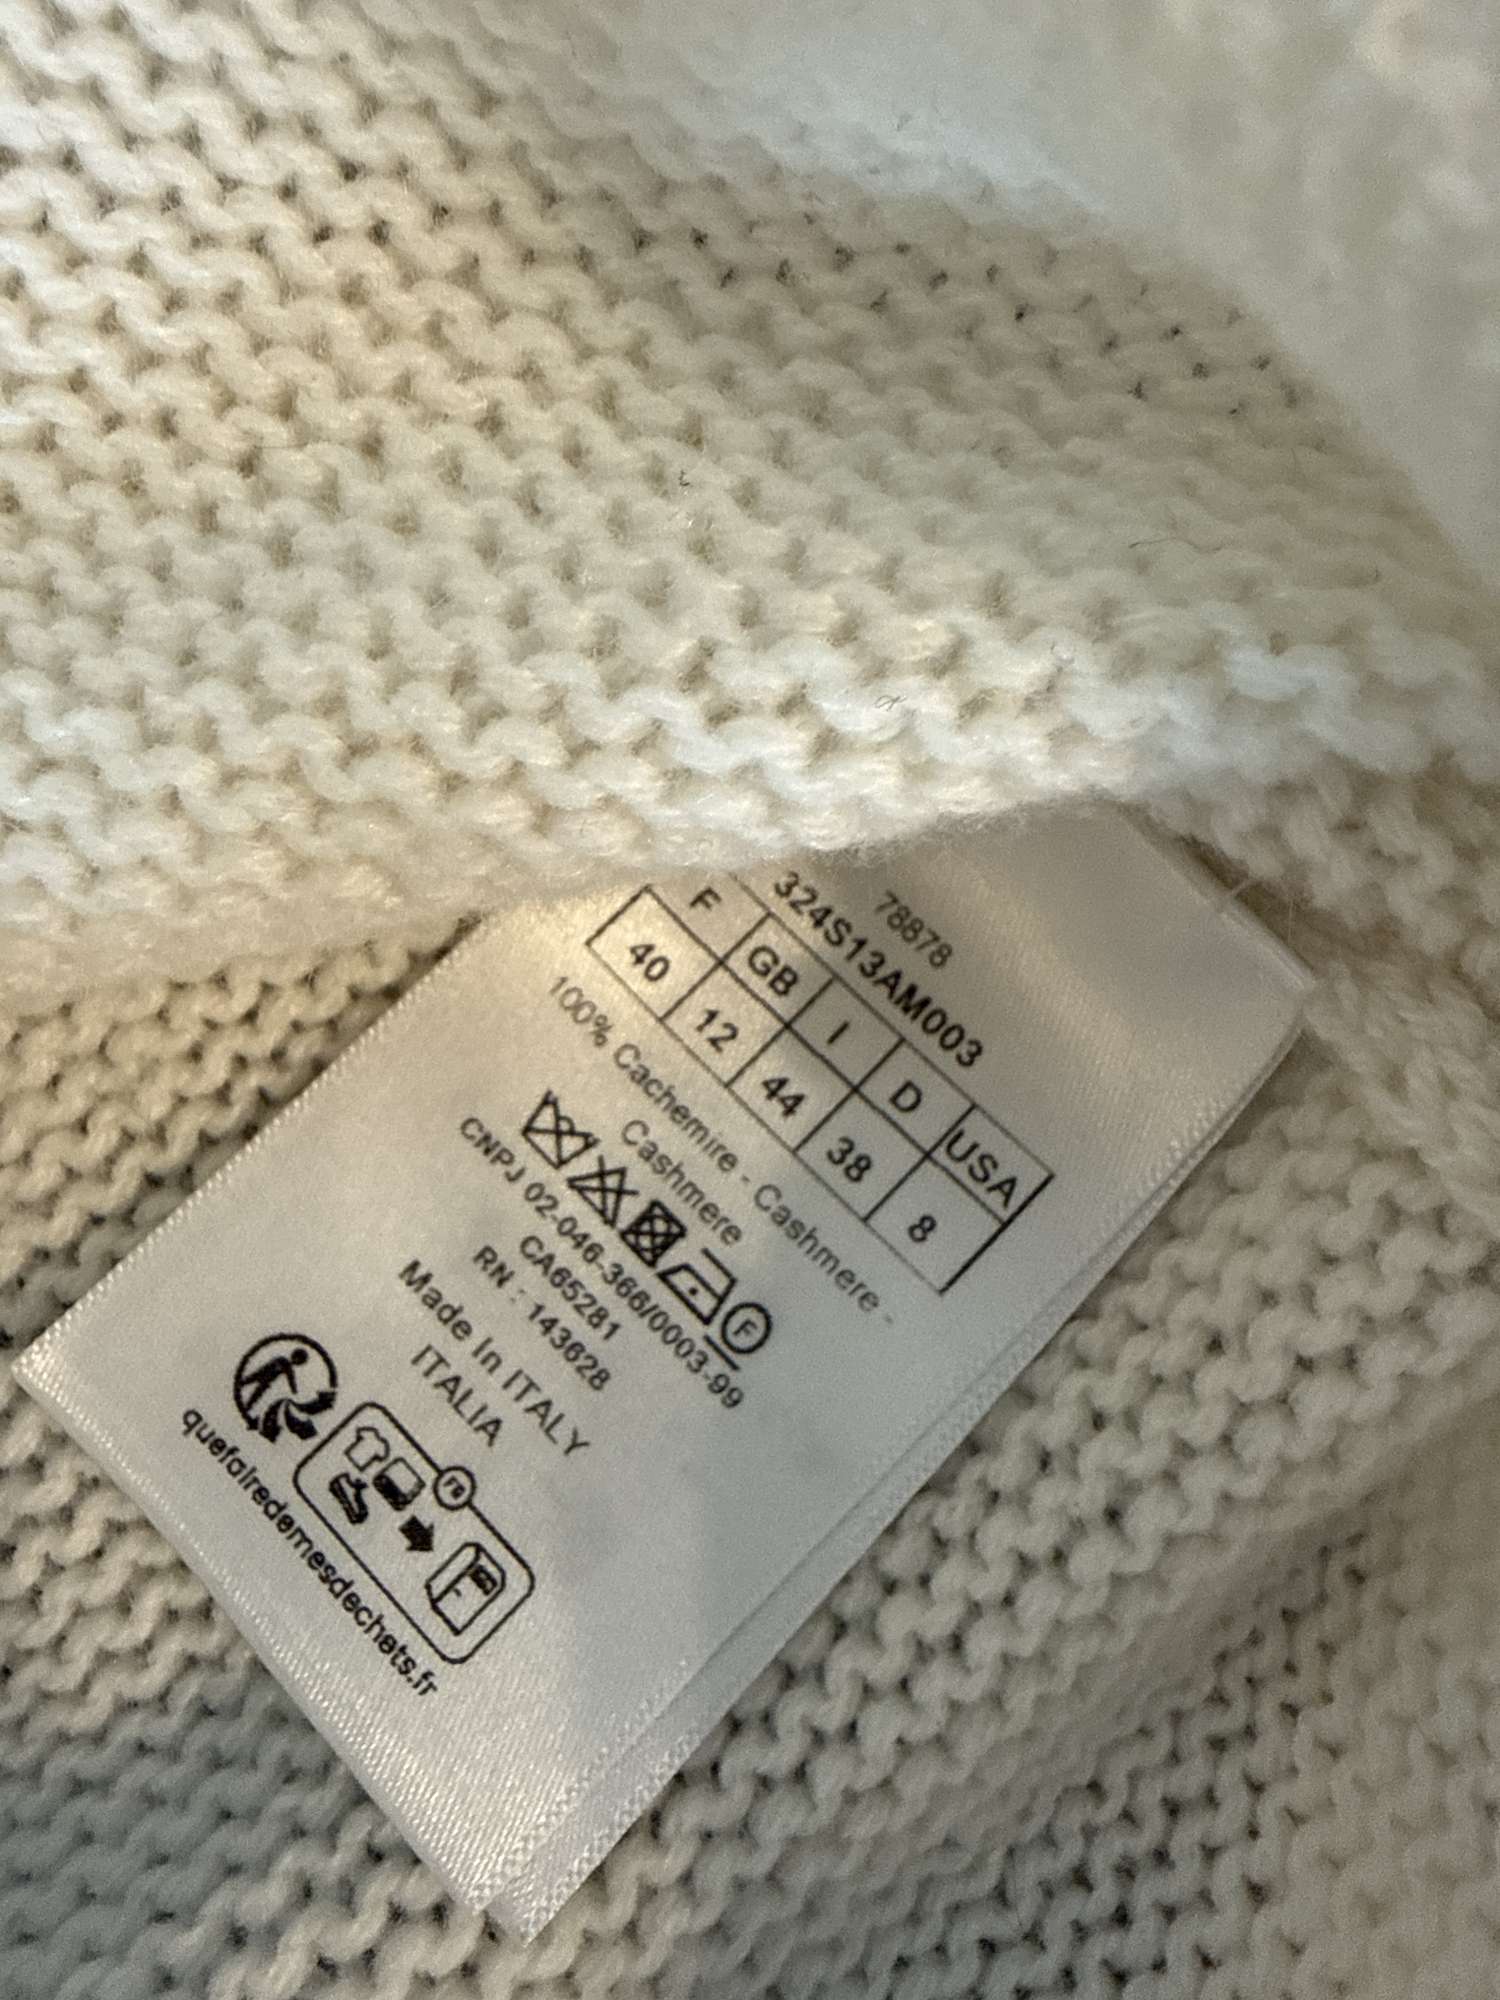 78878
324S13AM003
F GB I D USA
40 12 44 38 8
100% Cachemire - Cashmere -
Cashmere
F
CNPJ 02-046-366/0003-99
CA65281
RN : 143628
Made In ITALY
ITALIA
FR
quefairedemesdechets.fr